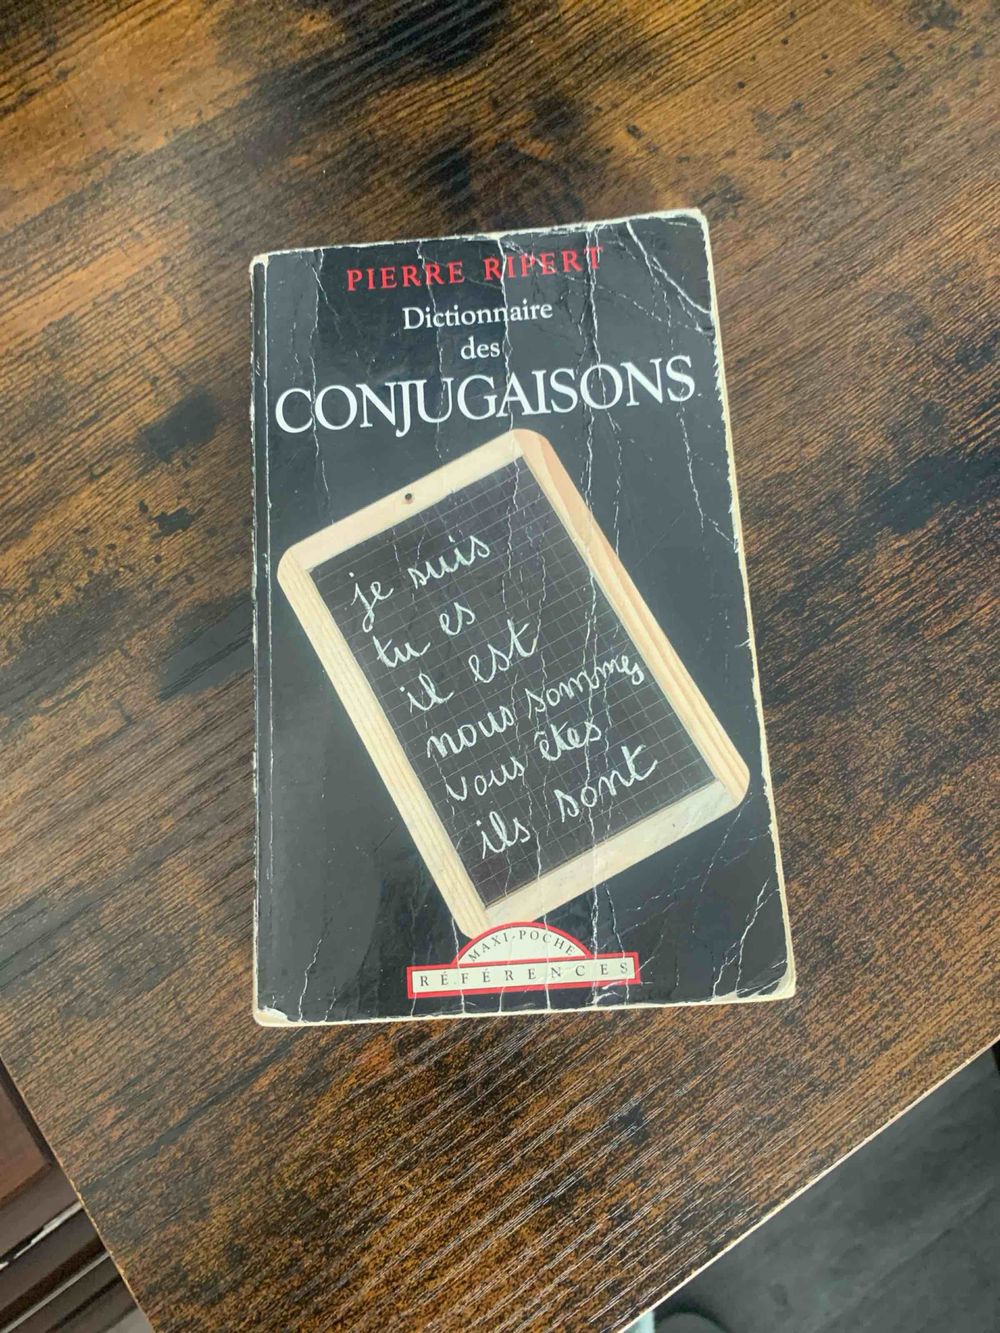 PIERRE RIPERT
Dictionnaire
des
CONJUGAISONS
je suis
tu es
il est
nous sommes
vous êtes
ils sont
MAXI-POCHE
RÉFÉRENCES